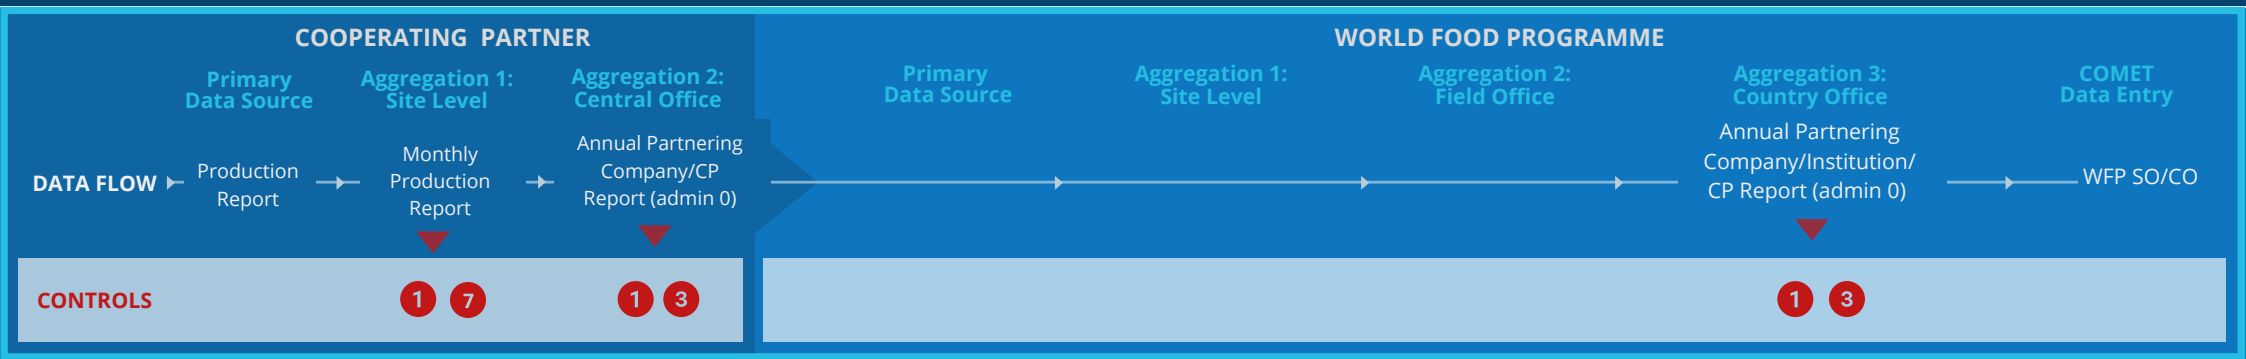 COOPERATING PARTNER
WORLD FOOD PROGRAMME
Primary
Data Source
Aggregation 1:
Site Level
Aggregation 2:
Central Office
Primary
Data Source
Aggregation 1:
Site Level
Aggregation 2:
Field Office
Aggregation 3:
Country Office
COMET
Data Entry
DATA FLOW
Production
Report
Monthly
Production
Report
Annual Partnering
Company/CP
Report (admin 0)
Annual Partnering
Company/Institution/
CP Report (admin 0)
WFP SO/CO
CONTROLS
1 7
1 3
1 3